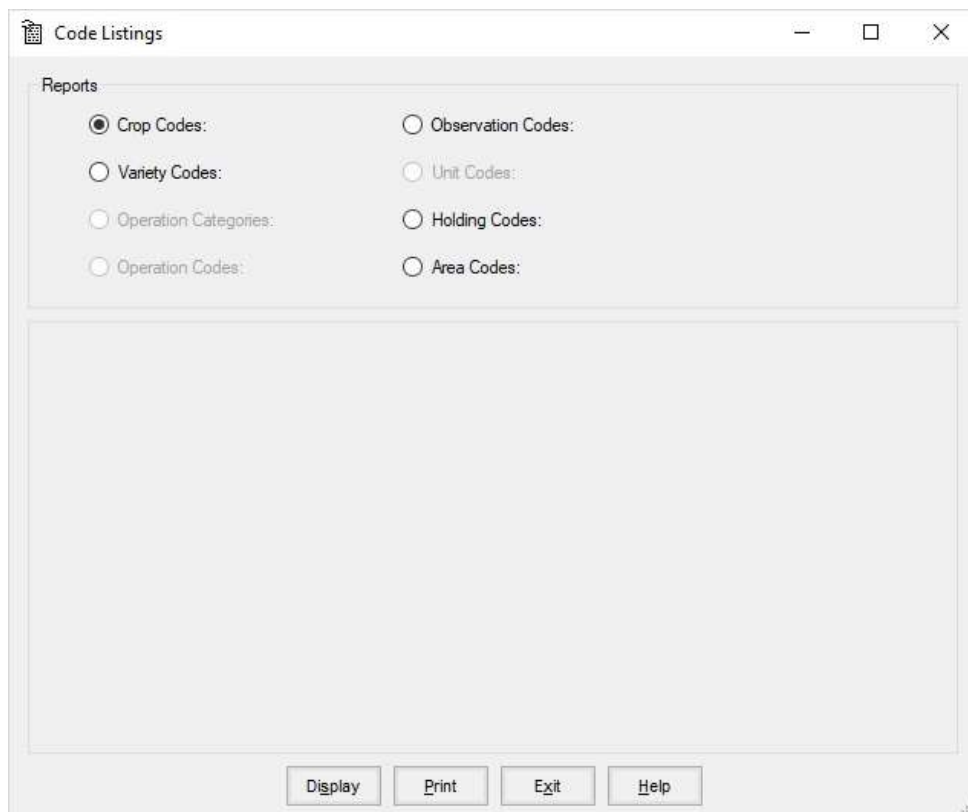 Code Listings
Reports
Crop Codes: Observation Codes:
Variety Codes: Unit Codes:
Operation Categories: Holding Codes:
Operation Codes: Area Codes:
Display Print Exit Help